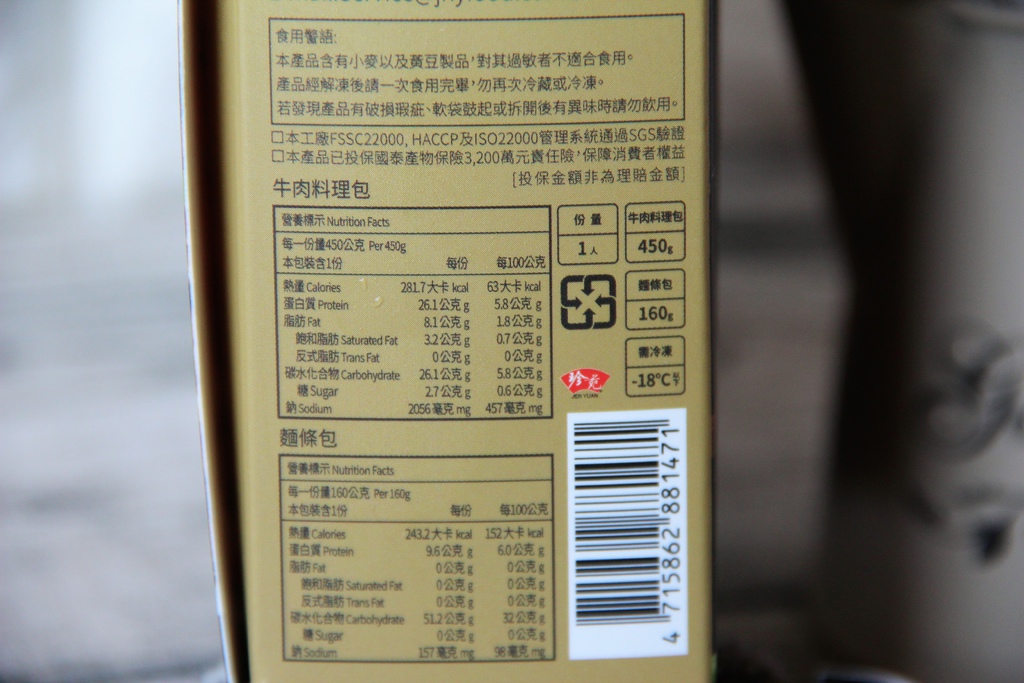 食用警語:
本產品含有小麥以及黃豆製品,對其過敏者不適合食用。
產品經解凍後請一次食用完畢,勿再次冷藏或冷凍。
若發現產品有破損瑕疵、軟袋鼓起或拆開後有異味時請勿飲用。
□本工廠FSSC22000, HACCP及ISO22000管理系統通過SGS驗證
□本產品已投保國泰產物保險3,200萬元責任險,保障消費者權益
[投保金額非為理賠金額]
牛肉料理包
營養標示 Nutrition Facts
每一份量450公克 Per 450g
本包裝含1份 每份 每100公克
熱量 Calories 281.7大卡 kcal 63大卡 kcal
蛋白質 Protein 26.1公克 g 5.8公克 g
脂肪 Fat 8.1公克 g 1.8公克 g
飽和脂肪 Saturated Fat 3.2公克 g 0.7公克 g
反式脂肪 Trans Fat 0公克 g 0公克 g
碳水化合物 Carbohydrate 26.1公克 g 5.8公克 g
糖 Sugar 2.7公克 g 0.6公克 g
鈉 Sodium 2056毫克 mg 457毫克 mg
份量
1人
牛肉料理包
450g
麵條包
160g
需冷凍
-18°C以下
珍苑
JEN YUAN
麵條包
營養標示 Nutrition Facts
每一份量160公克 Per 160g
本包裝含1份 每份 每100公克
熱量 Calories 243.2大卡 kcal 152大卡 kcal
蛋白質 Protein 9.6公克 g 6.0公克 g
脂肪 Fat 0公克 g 0公克 g
飽和脂肪 Saturated Fat 0公克 g 0公克 g
反式脂肪 Trans Fat 0公克 g 0公克 g
碳水化合物 Carbohydrate 51.2公克 g 32公克 g
糖 Sugar 0公克 g 0公克 g
鈉 Sodium 157毫克 mg 98毫克 mg
4 715862 881471